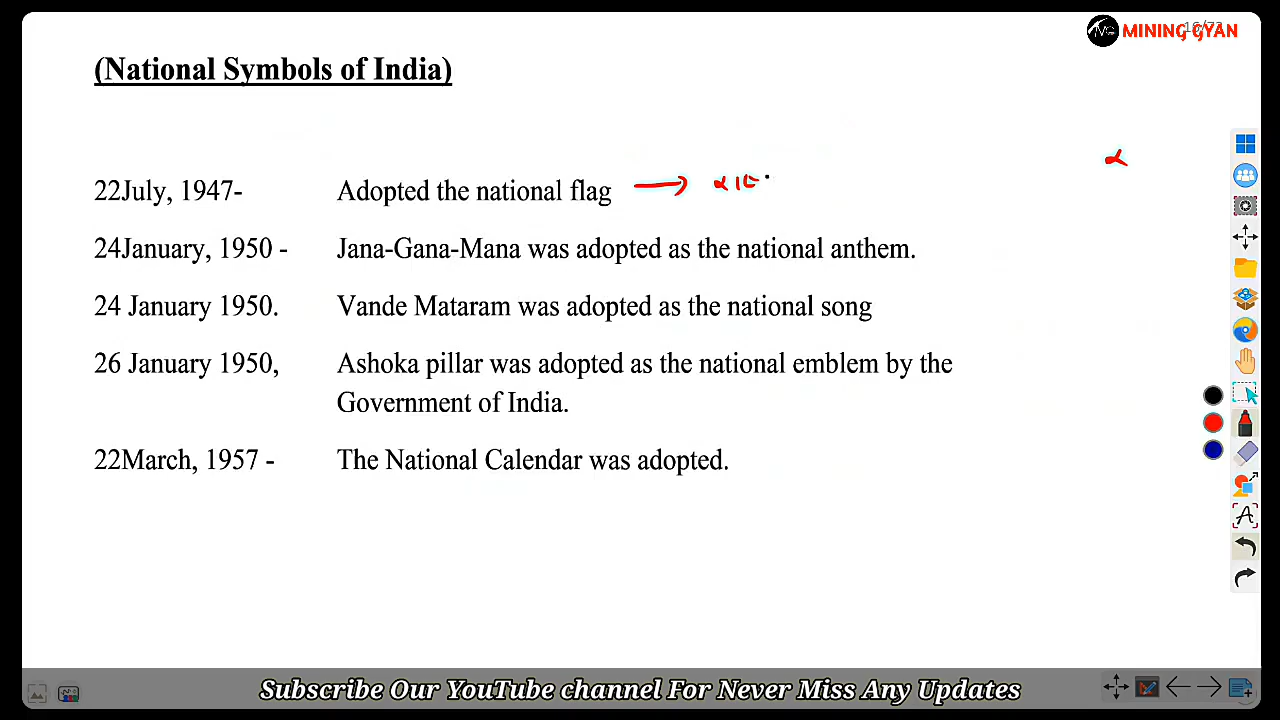 MINING GYAN
(National Symbols of India)
22July, 1947- Adopted the national flag
24January, 1950 - Jana-Gana-Mana was adopted as the national anthem.
24 January 1950. Vande Mataram was adopted as the national song
26 January 1950, Ashoka pillar was adopted as the national emblem by the
Government of India.
22March, 1957 - The National Calendar was adopted.
Subscribe Our YouTube channel For Never Miss Any Updates